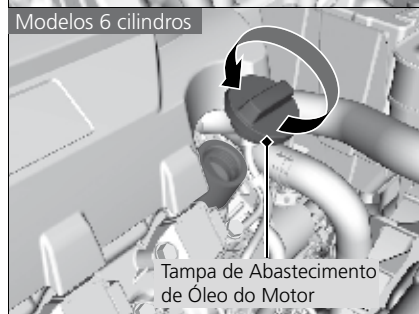 Modelos 6 cilindros
Tampa de Abastecimento
de Óleo do Motor